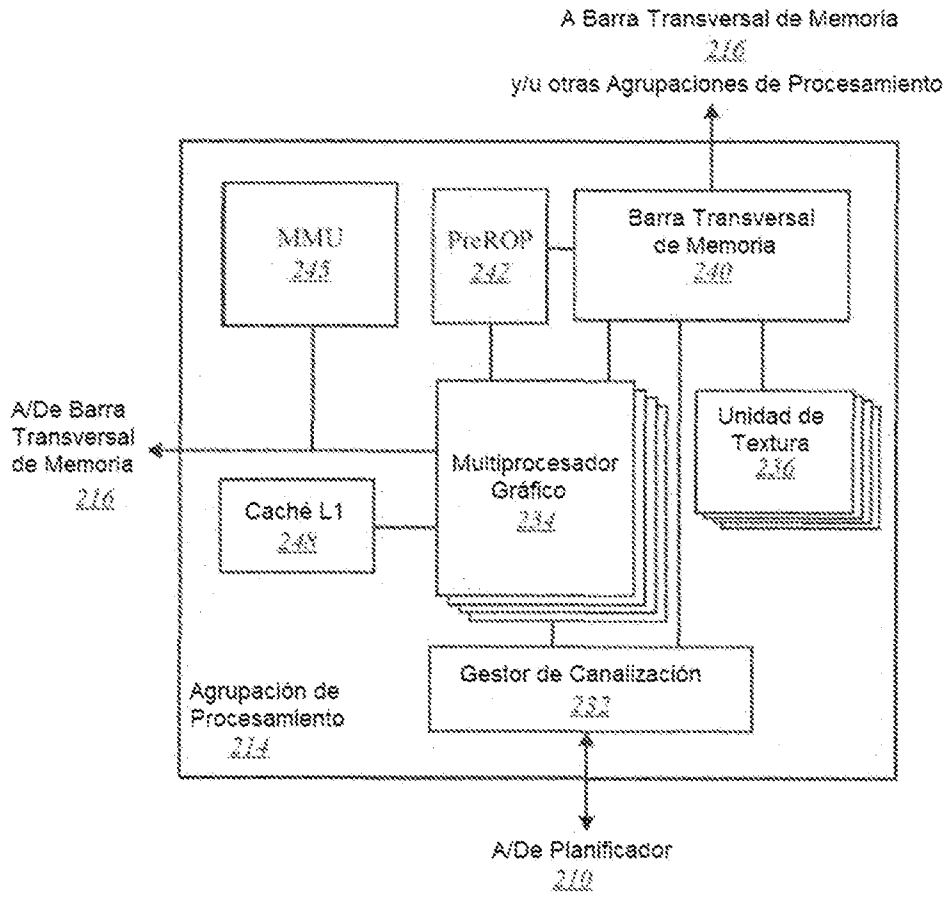 A Barra Transversal de Memoria
216
y/u otras Agrupaciones de Procesamiento
MMU
245
PreROP
242
Barra Transversal
de Memoria
240
A/De Barra
Transversal
de Memoria
216
Multiprocesador
Gráfico
234
Unidad de
Textura
236
Caché L1
248
Gestor de Canalización
232
Agrupación de
Procesamiento
214
A/De Planificador
210